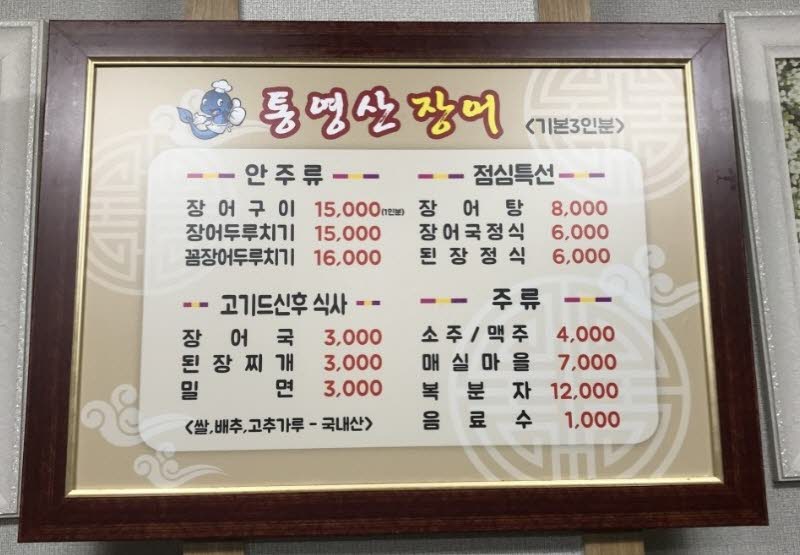 통영산 장어 <기본3인분>
안주류
장어구이 15,000(1인분)
장어두루치기 15,000
꼼장어두루치기 16,000
점심특선
장어탕 8,000
장어국정식 6,000
된장정식 6,000
고기드신후 식사
장어국 3,000
된장찌개 3,000
밀면 3,000
<쌀,배추,고추가루 - 국내산>
주류
소주/맥주 4,000
매실마을 7,000
복분자 12,000
음료수 1,000